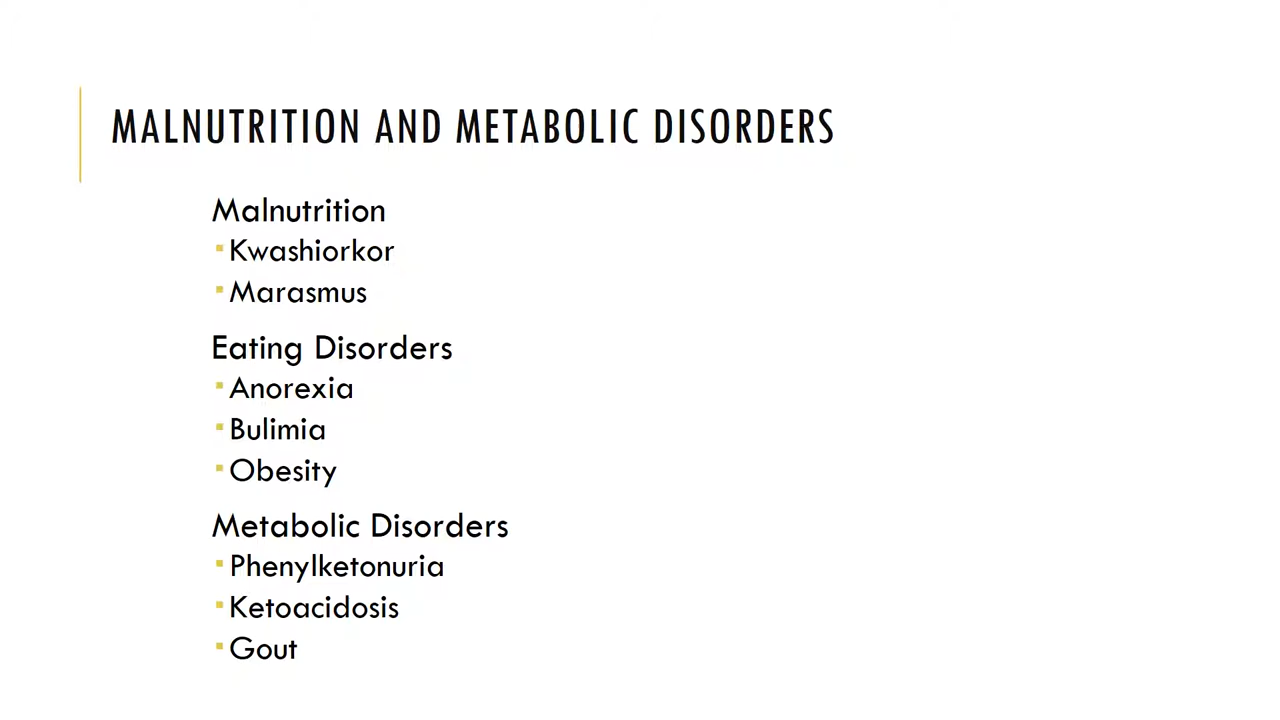 MALNUTRITION AND METABOLIC DISORDERS
Malnutrition
▪Kwashiorkor
▪Marasmus
Eating Disorders
▪Anorexia
▪Bulimia
▪Obesity
Metabolic Disorders
▪Phenylketonuria
▪Ketoacidosis
▪Gout